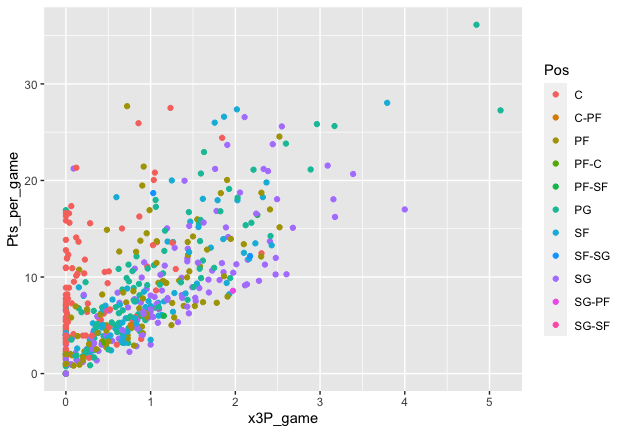 Pts_per_game
30
20
10
0
0 1 2 3 4 5
x3P_game
Pos
C
C-PF
PF
PF-C
PF-SF
PG
SF
SF-SG
SG
SG-PF
SG-SF